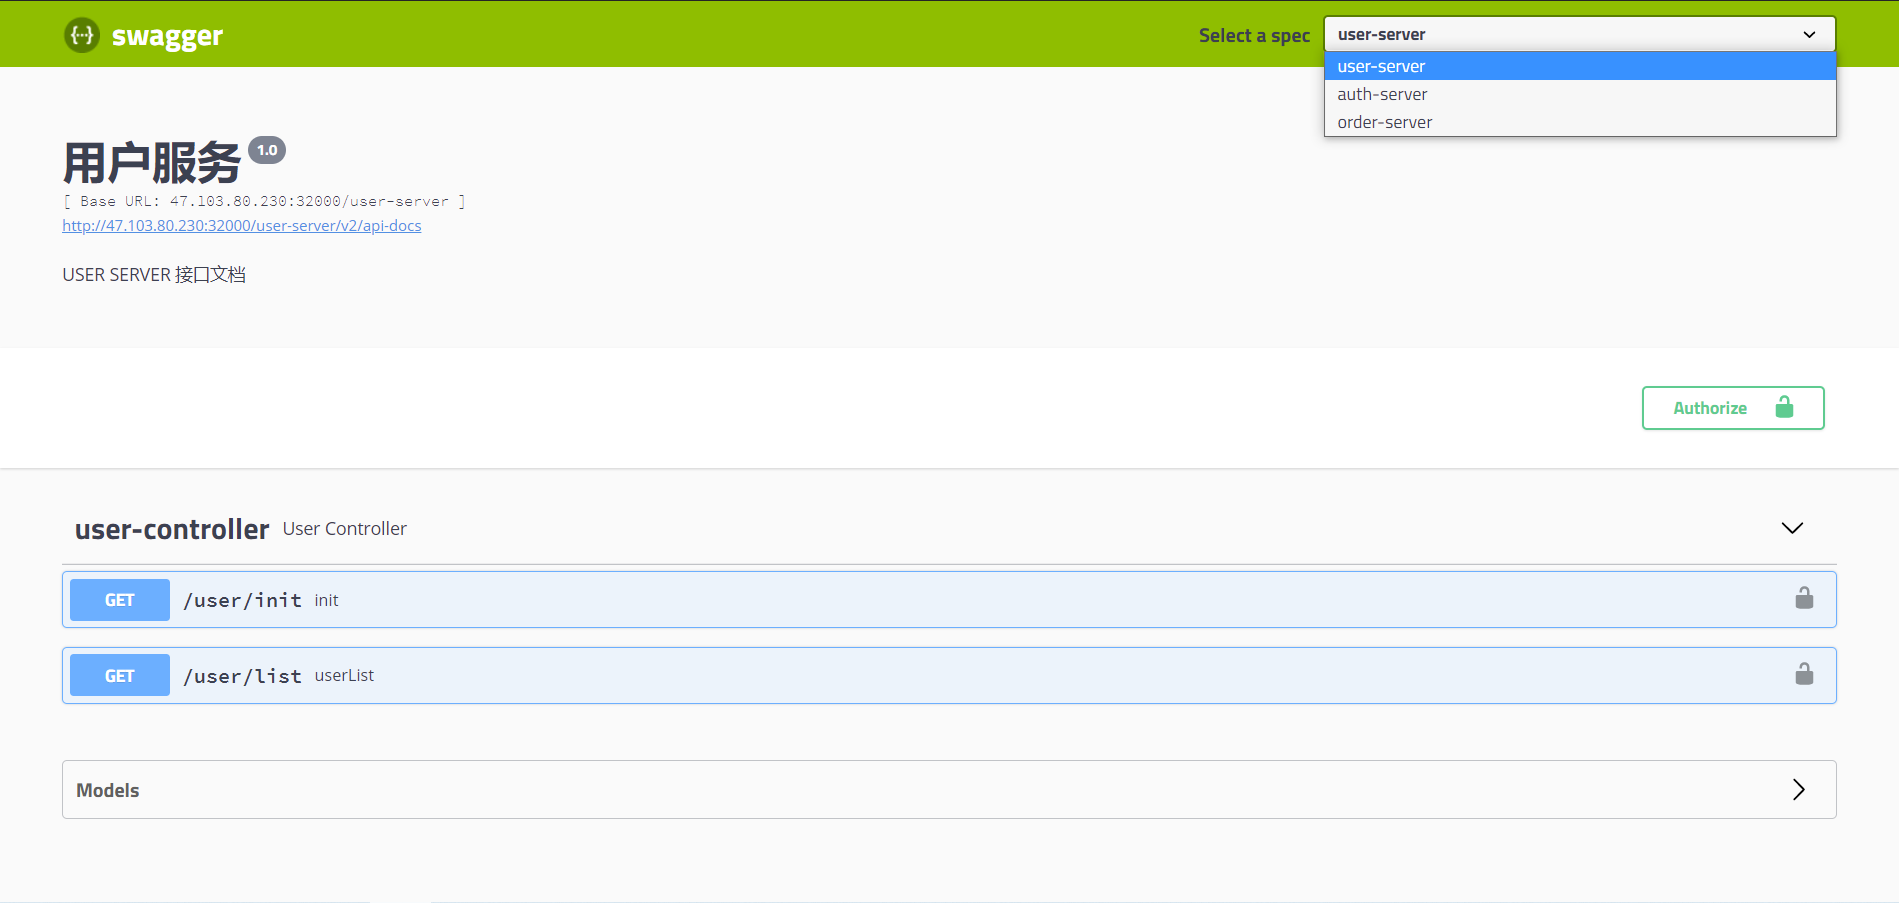 swagger
Select a spec
user-server
user-server
auth-server
order-server
用户服务 1.0
[ Base URL: 47.103.80.230:32000/user-server ]
http://47.103.80.230:32000/user-server/v2/api-docs
USER SERVER 接口文档
Authorize
user-controller User Controller
GET /user/init init
GET /user/list userList
Models